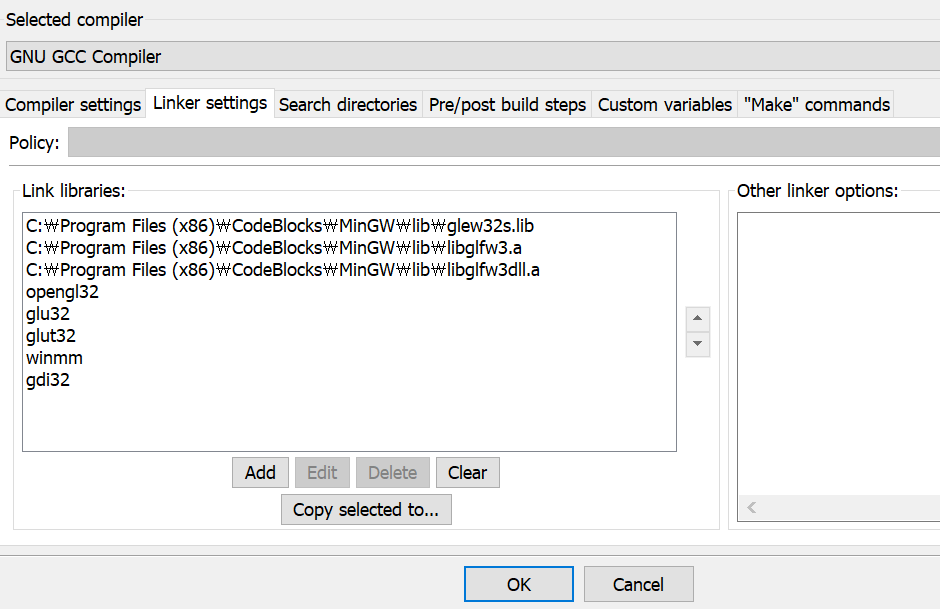 Selected compiler
GNU GCC Compiler
Compiler settings Linker settings Search directories Pre/post build steps Custom variables "Make" commands
Policy:
Link libraries:
C:₩Program Files (x86)₩CodeBlocks₩MinGW₩lib₩glew32s.lib
C:₩Program Files (x86)₩CodeBlocks₩MinGW₩lib₩libglfw3.a
C:₩Program Files (x86)₩CodeBlocks₩MinGW₩lib₩libglfw3dll.a
opengl32
glu32
glut32
winmm
gdi32
Add Edit Delete Clear
Copy selected to...
Other linker options:
OK Cancel